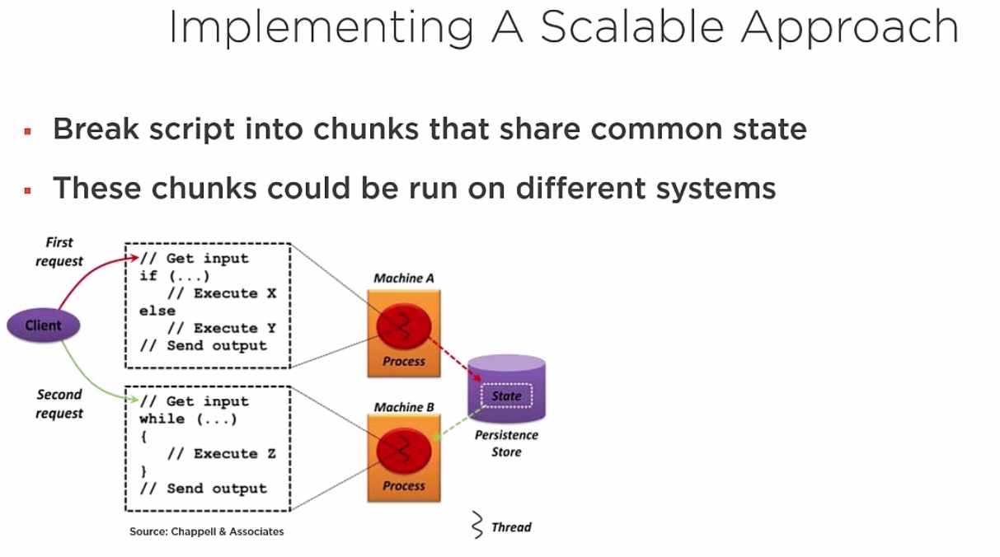 Implementing A Scalable Approach
▪ Break script into chunks that share common state
▪ These chunks could be run on different systems
First
request
Client
Second
request
// Get input
if (...)
// Execute X
else
// Execute Y
// Send output
// Get input
while (...)
{
// Execute Z
}
// Send output
Source: Chappell & Associates
Machine A
Process
Machine B
Process
State
Persistence
Store
Thread